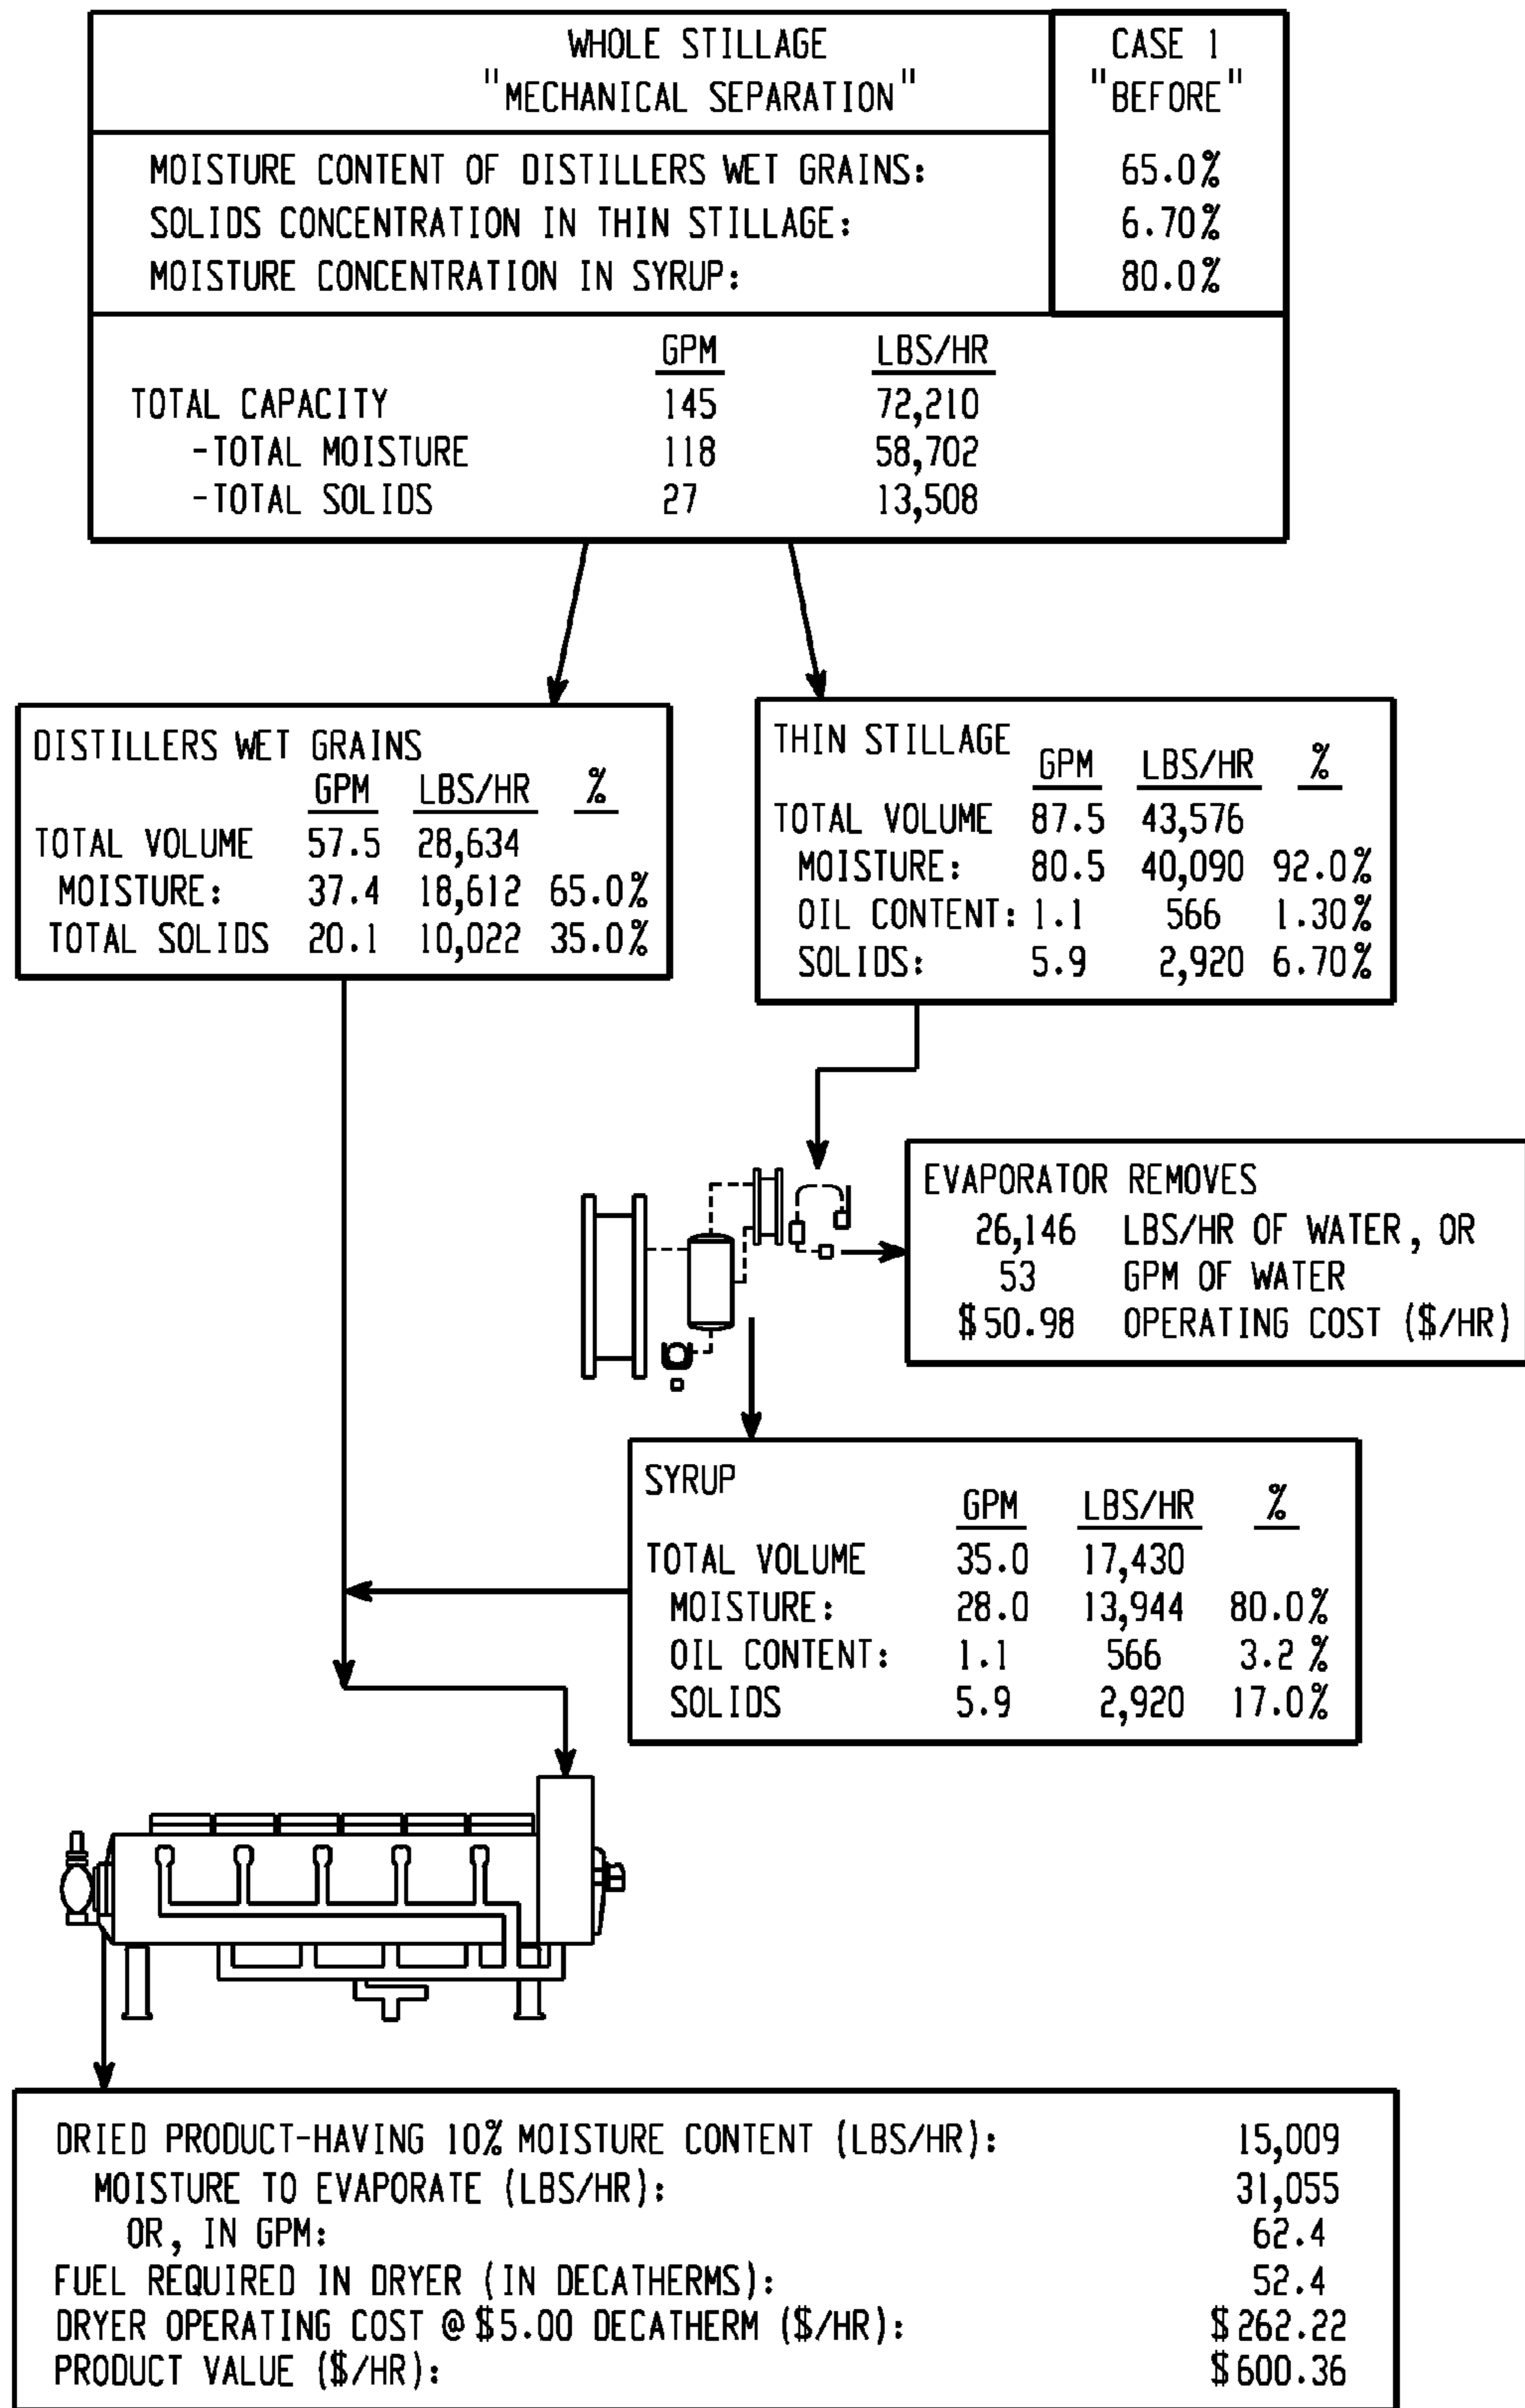 WHOLE STILLAGE
"MECHANICAL SEPARATION"
CASE 1
"BEFORE"
MOISTURE CONTENT OF DISTILLERS WET GRAINS: 65.0%
SOLIDS CONCENTRATION IN THIN STILLAGE: 6.70%
MOISTURE CONCENTRATION IN SYRUP: 80.0%
GPM LBS/HR
TOTAL CAPACITY 145 72,210
-TOTAL MOISTURE 118 58,702
-TOTAL SOLIDS 27 13,508
DISTILLERS WET GRAINS
GPM LBS/HR %
TOTAL VOLUME 57.5 28,634
MOISTURE: 37.4 18,612 65.0%
TOTAL SOLIDS 20.1 10,022 35.0%
THIN STILLAGE GPM LBS/HR %
TOTAL VOLUME 87.5 43,576
MOISTURE: 80.5 40,090 92.0%
OIL CONTENT: 1.1 566 1.30%
SOLIDS: 5.9 2,920 6.70%
EVAPORATOR REMOVES
26,146 LBS/HR OF WATER, OR
53 GPM OF WATER
$50.98 OPERATING COST ($/HR)
SYRUP
GPM LBS/HR %
TOTAL VOLUME 35.0 17,430
MOISTURE: 28.0 13,944 80.0%
OIL CONTENT: 1.1 566 3.2 %
SOLIDS 5.9 2,920 17.0%
DRIED PRODUCT-HAVING 10% MOISTURE CONTENT (LBS/HR): 15,009
MOISTURE TO EVAPORATE (LBS/HR): 31,055
OR, IN GPM: 62.4
FUEL REQUIRED IN DRYER (IN DECATHERMS): 52.4
DRYER OPERATING COST @ $5.00 DECATHERM ($/HR): $262.22
PRODUCT VALUE ($/HR): $600.36